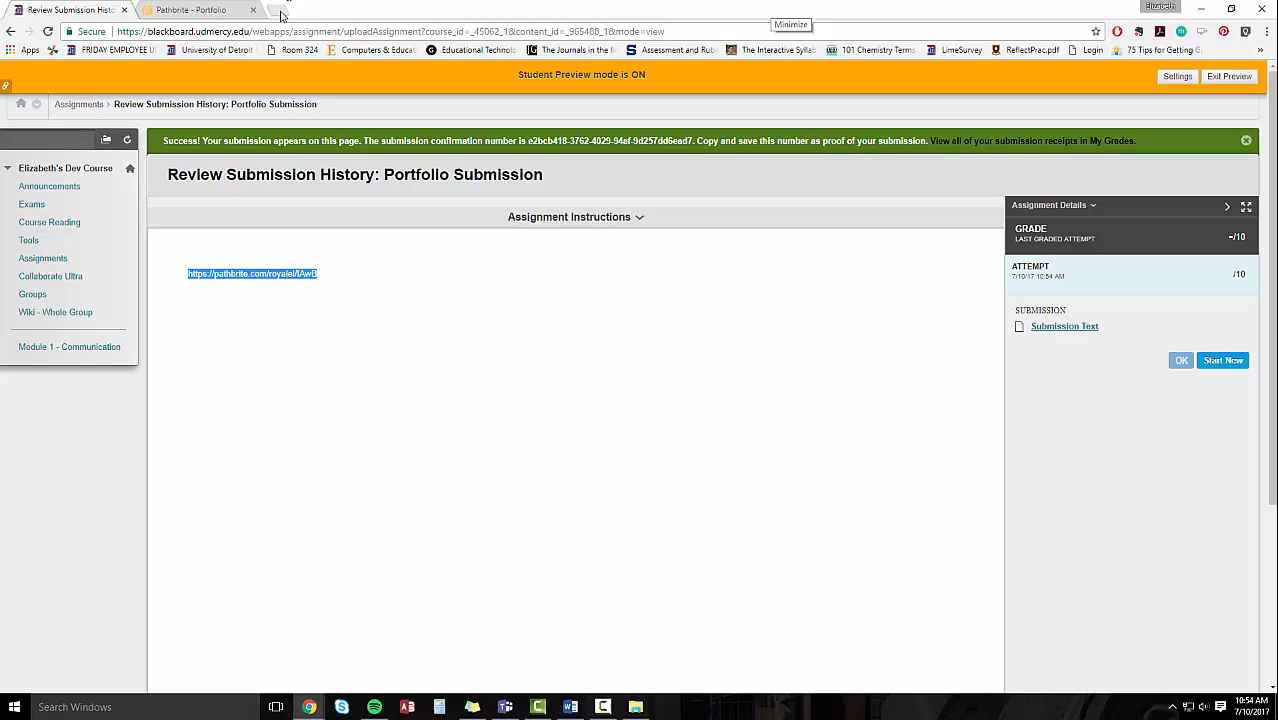 Review Submission Histo
Pathbrite - Portfolio
Elizabeth
Minimize
Secure
https://blackboard.udmercy.edu/webapps/assignment/uploadAssignment?course_id=_45062_1&content_id=_965488_1&mode=view
Apps
FRIDAY EMPLOYEE U
University of Detroit
Room 324
Computers & Educati
Educational Technolo
The Journals in the
Assessment and Rub
The Interactive Syllab
101 Chemistry Terms
LimeSurvey
ReflectPrac.pdf
Login
75 Tips for Getting G
»
Student Preview mode is ON
Settings
Exit Preview
Assignments > Review Submission History: Portfolio Submission
Success! Your submission appears on this page. The submission confirmation number is e2bcb418-3762-4029-94af-9d257dd6ead7. Copy and save this number as proof of your submission. View all of your submission receipts in My Grades.
Elizabeth's Dev Course
Announcements
Exams
Course Reading
Tools
Assignments
Collaborate Ultra
Groups
Wiki - Whole Group
Module 1 - Communication
Review Submission History: Portfolio Submission
Assignment Instructions
https://pathbrite.com/royalel/lAwB
Assignment Details
GRADE
LAST GRADED ATTEMPT
-/10
ATTEMPT
7/10/17 10:54 AM
/10
SUBMISSION
Submission Text
OK
Start New
Search Windows
10:54 AM
7/10/2017